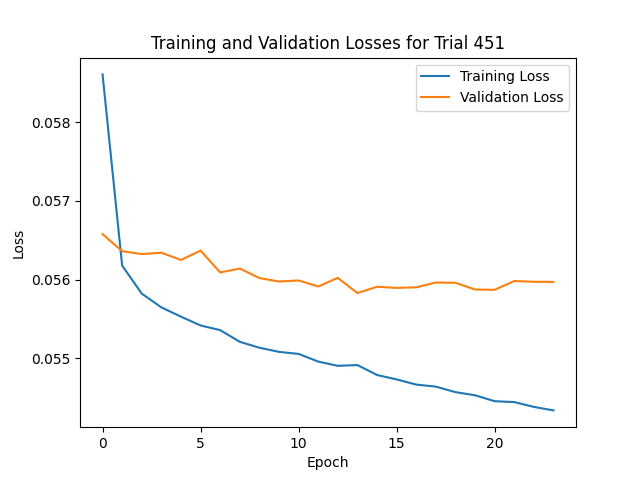 Training and Validation Losses for Trial 451
Training Loss
Validation Loss
0.058
0.057
0.056
0.055
Loss
0
5
10
15
20
Epoch